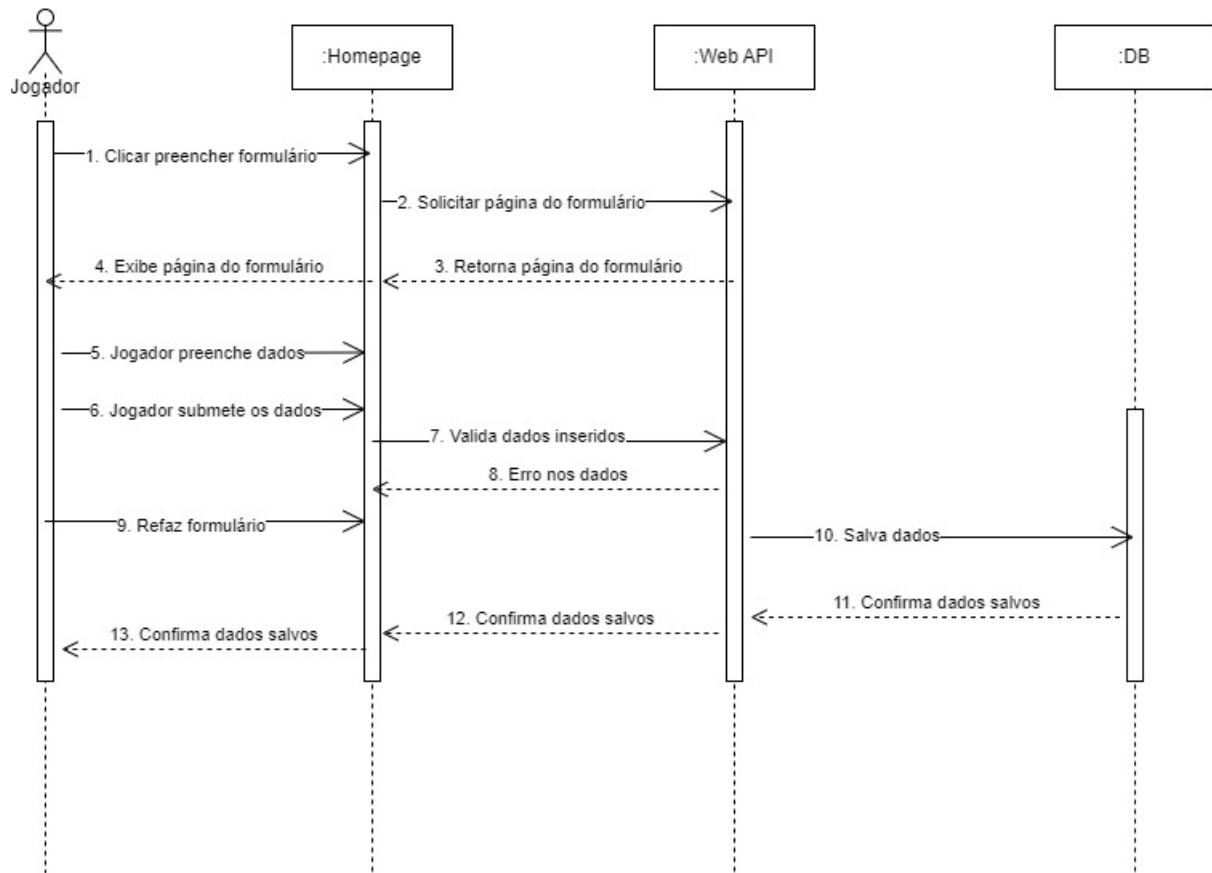 Jogador
:Homepage
:Web API
:DB
1. Clicar preencher formulário
2. Solicitar página do formulário
4. Exibe página do formulário
3. Retorna página do formulário
5. Jogador preenche dados
6. Jogador submete os dados
7. Valida dados inseridos
8. Erro nos dados
9. Refaz formulário
10. Salva dados
11. Confirma dados salvos
12. Confirma dados salvos
13. Confirma dados salvos